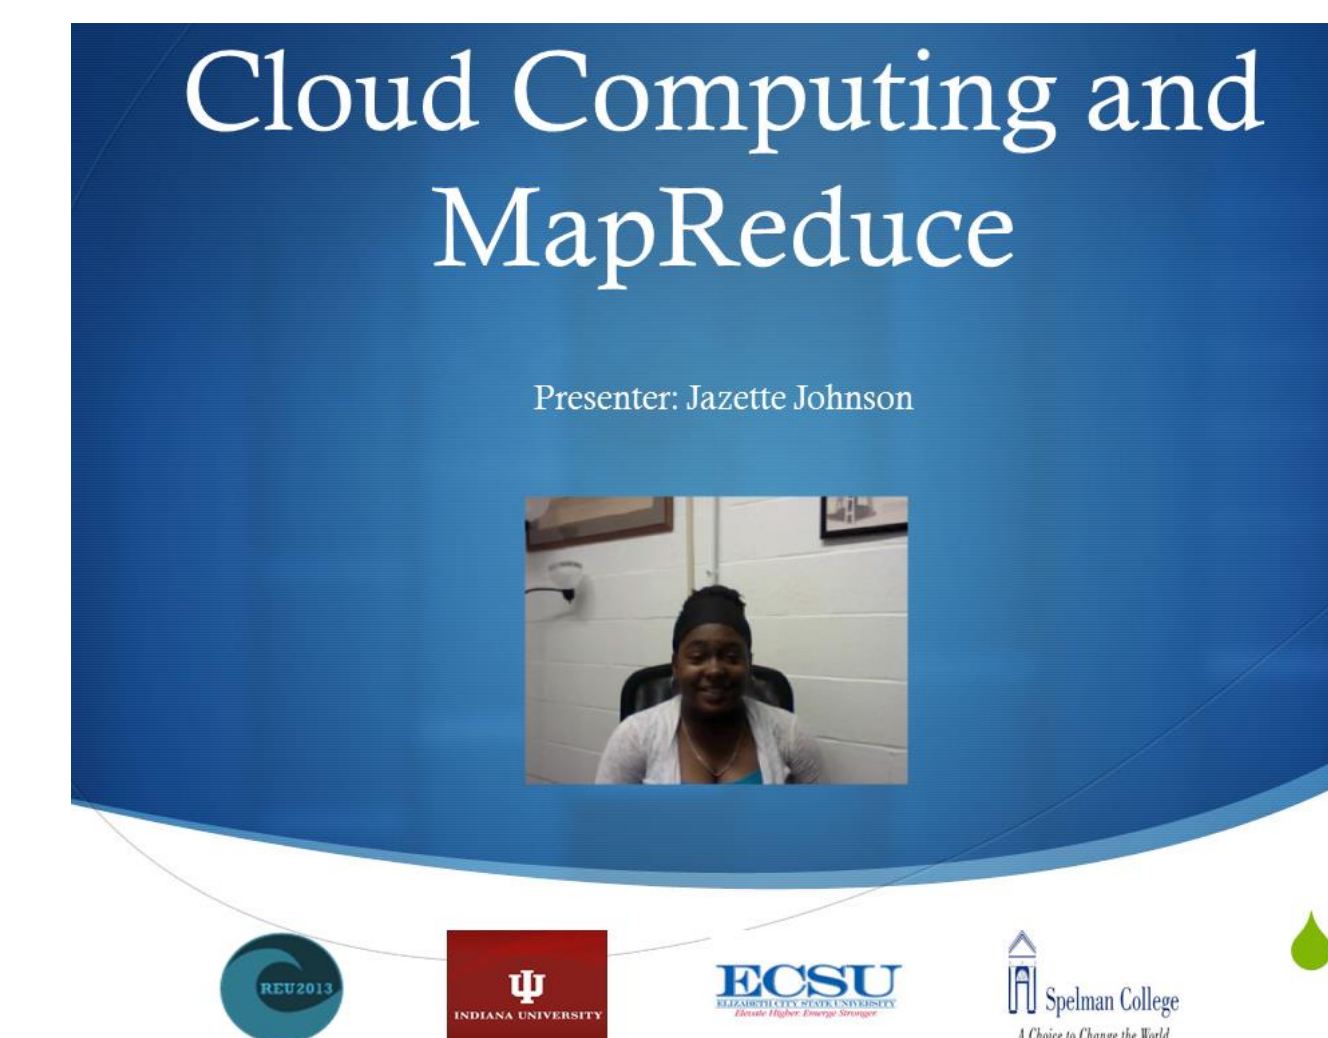 Cloud Computing and
MapReduce
Presenter: Jazette Johnson
REU2013
INDIANA UNIVERSITY
ECSU
ELIZABETH CITY STATE UNIVERSITY
Elevate Higher. Emerge Stronger
Spelman College
A Choice to Change the World